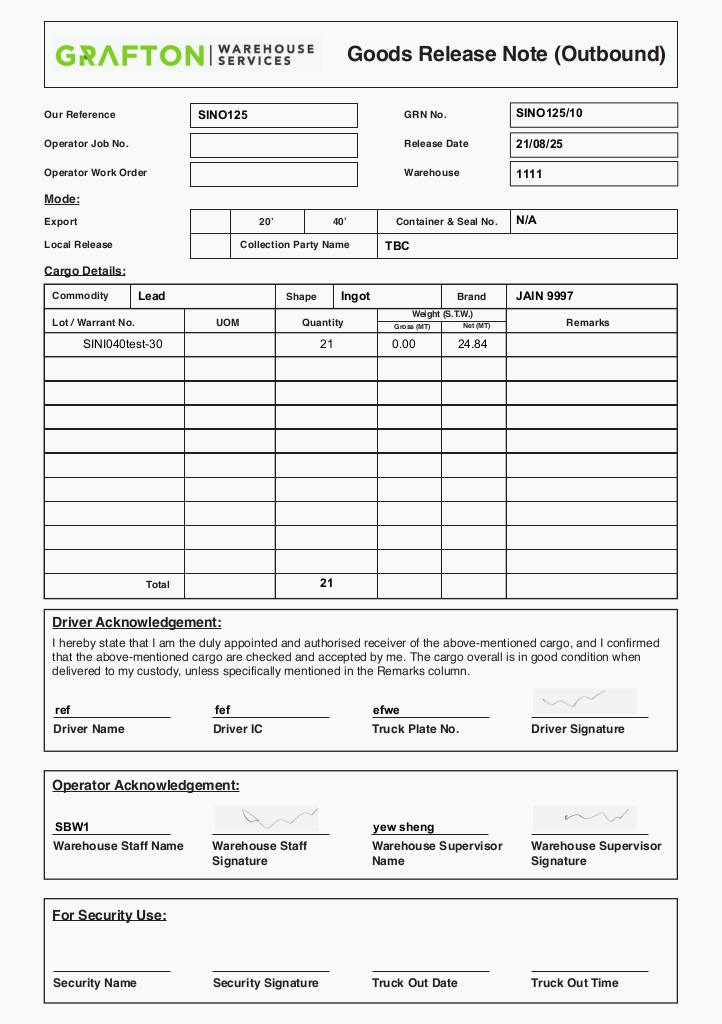 GRAFTON WAREHOUSE SERVICES
Goods Release Note (Outbound)
Our Reference SINO125 GRN No. SINO125/10
Operator Job No. Release Date 21/08/25
Operator Work Order Warehouse 1111
Mode:
Export 20' 40' Container & Seal No. N/A
Local Release Collection Party Name TBC
Cargo Details:
Commodity Lead Shape Ingot Brand JAIN 9997
Lot / Warrant No. UOM Quantity Weight (S.T.W.) Remarks
Gross (MT) Net (MT)
SINI040test-30 21 0.00 24.84
Total 21
Driver Acknowledgement:
I hereby state that I am the duly appointed and authorised receiver of the above-mentioned cargo, and I confirmed
that the above-mentioned cargo are checked and accepted by me. The cargo overall is in good condition when
delivered to my custody, unless specifically mentioned in the Remarks column.
ref fef efwe
Driver Name Driver IC Truck Plate No. Driver Signature
Operator Acknowledgement:
SBW1 yew sheng
Warehouse Staff Name Warehouse Staff Signature Warehouse Supervisor Name Warehouse Supervisor Signature
For Security Use:
Security Name Security Signature Truck Out Date Truck Out Time